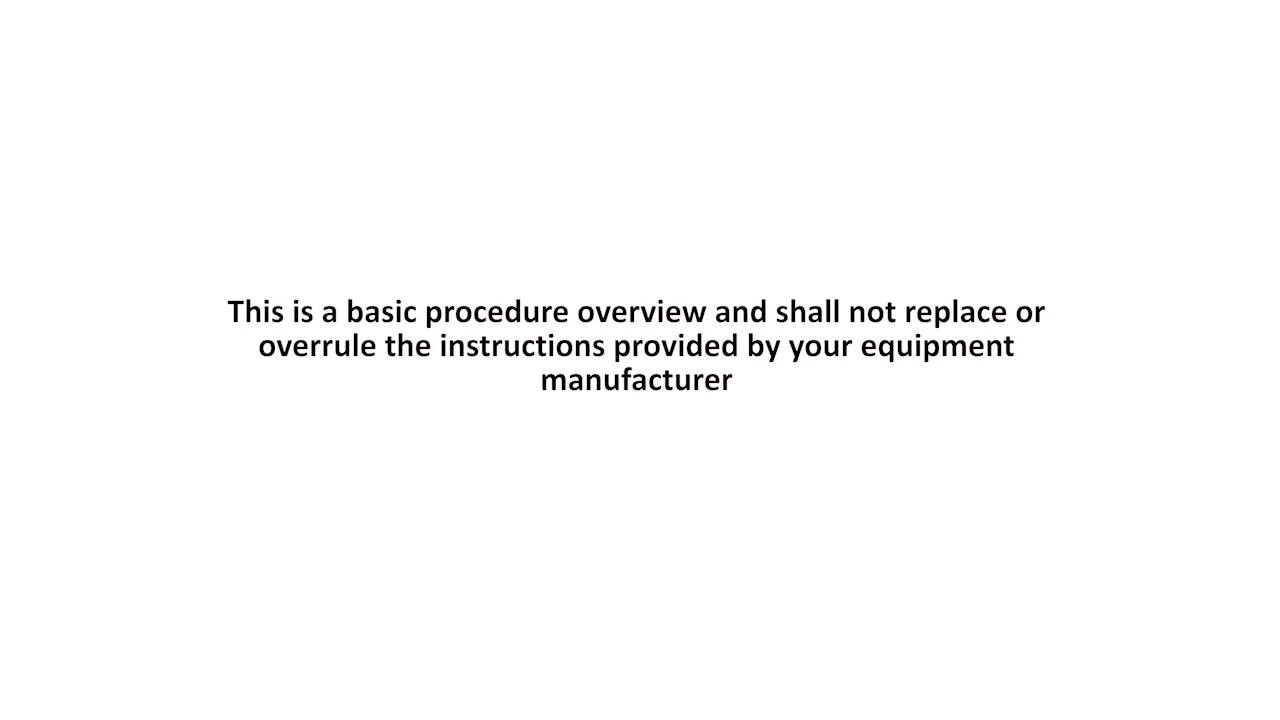 This is a basic procedure overview and shall not replace or
overrule the instructions provided by your equipment
manufacturer